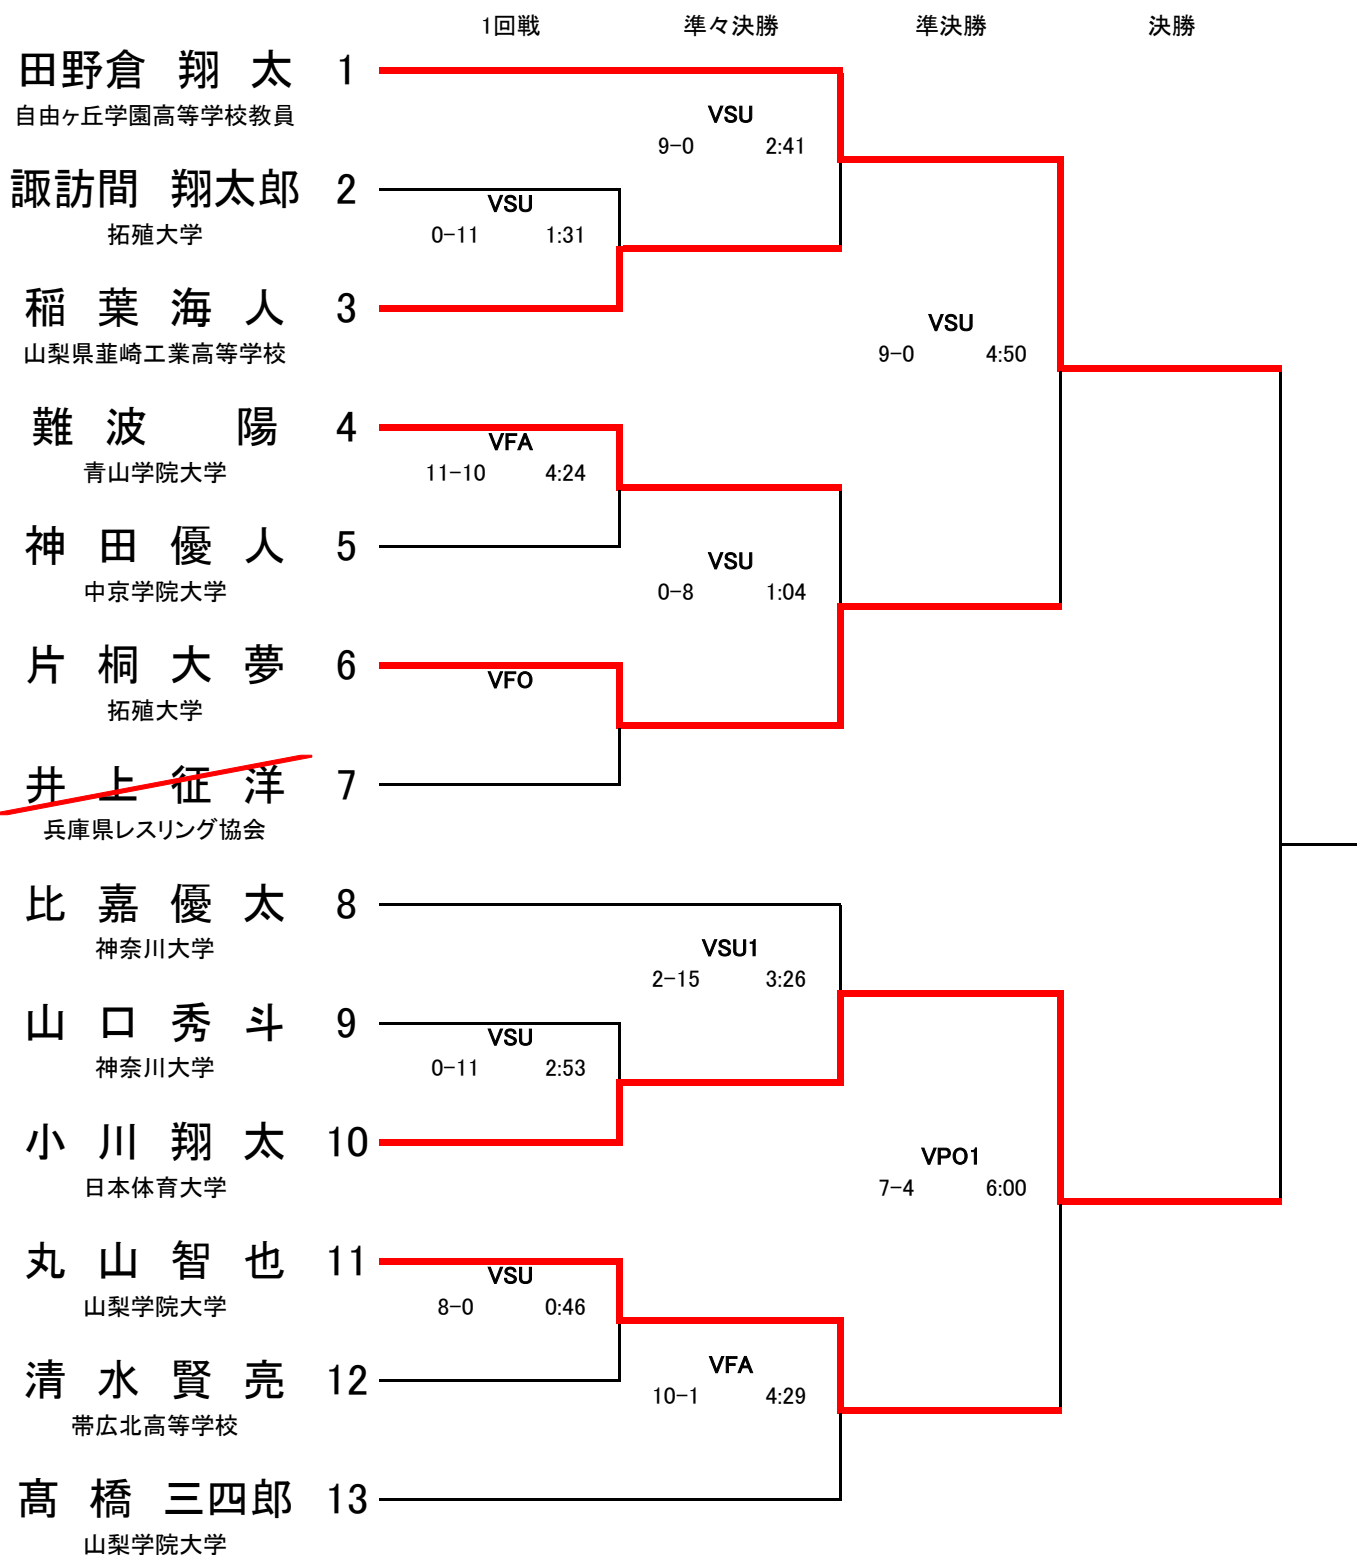 1回戦 準々決勝 準決勝 決勝
田野倉 翔太 1
自由ヶ丘学園高等学校教員
VSU
9-0 2:41
諏訪間 翔太郎 2
拓殖大学
VSU
0-11 1:31
稲葉海人 3
山梨県韮崎工業高等学校
VSU
9-0 4:50
難波 陽 4
青山学院大学
VFA
11-10 4:24
神田優人 5
中京学院大学
VSU
0-8 1:04
片桐大夢 6
拓殖大学
VFO
井上征洋 7
兵庫県レスリング協会
比嘉優太 8
神奈川大学
VSU1
2-15 3:26
山口秀斗 9
神奈川大学
VSU
0-11 2:53
小川翔太 10
日本体育大学
VPO1
7-4 6:00
丸山智也 11
山梨学院大学
VSU
8-0 0:46
清水賢亮 12
帯広北高等学校
VFA
10-1 4:29
髙橋三四郎 13
山梨学院大学